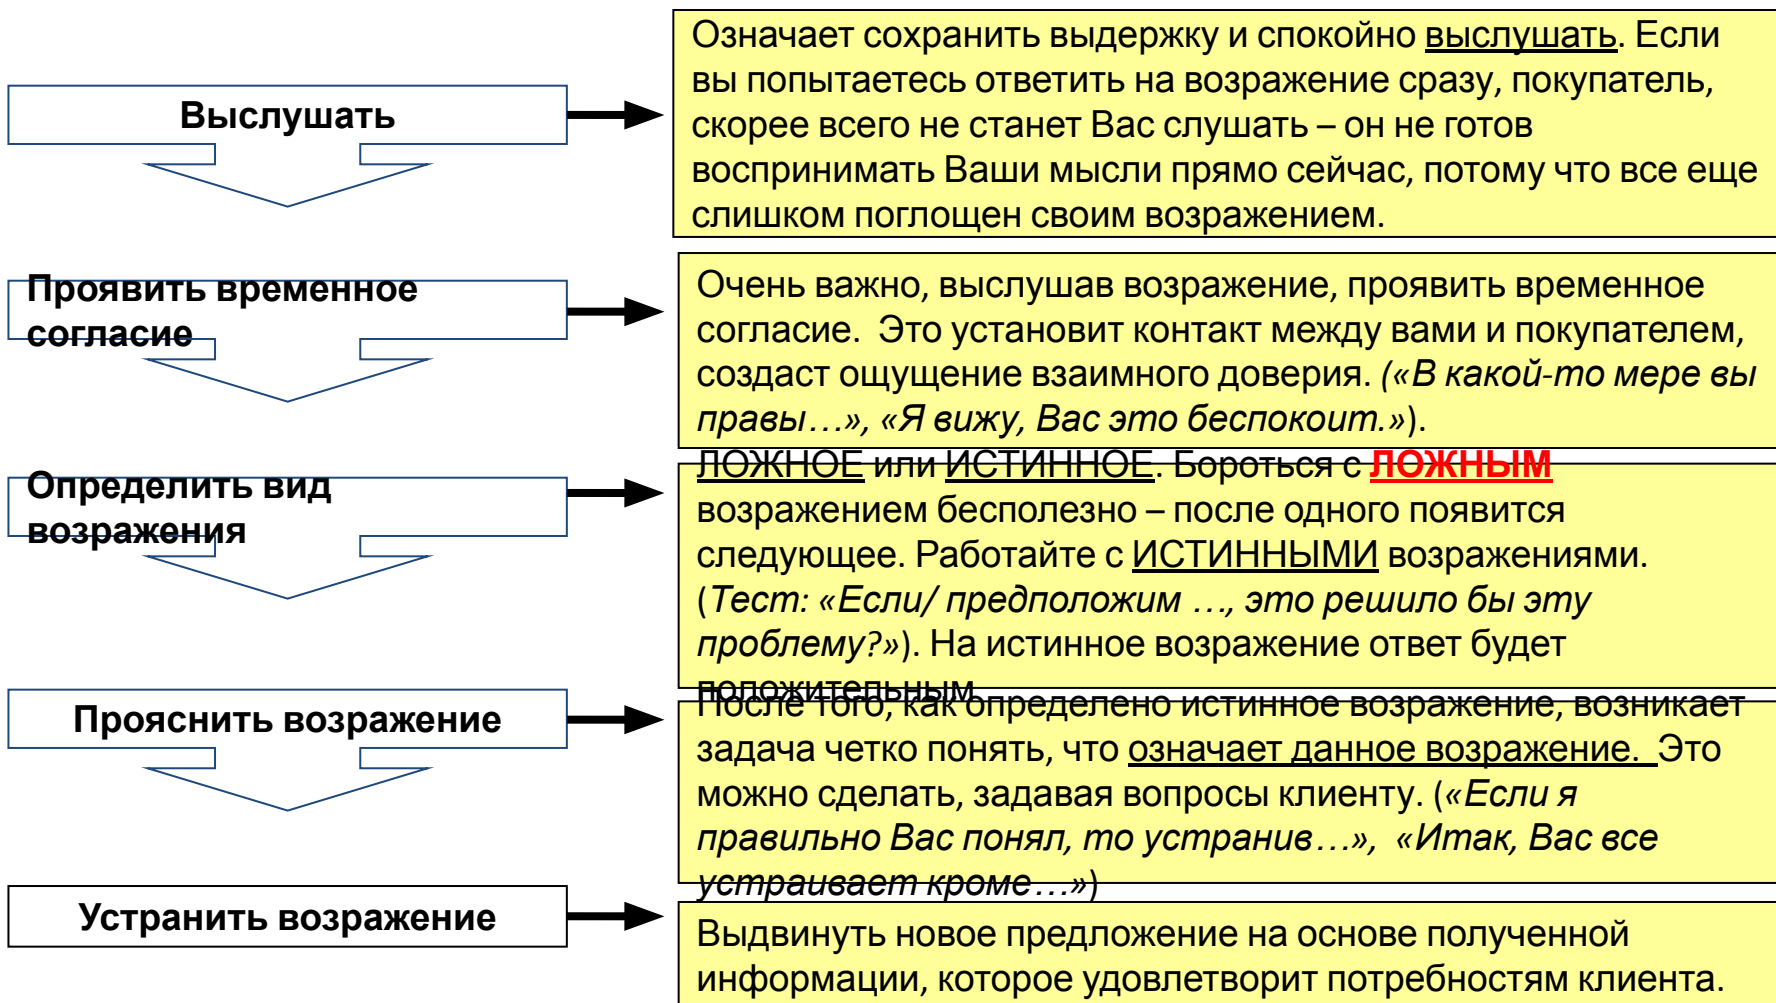 Выслушать
Означает сохранить выдержку и спокойно выслушать. Если
вы попытаетесь ответить на возражение сразу, покупатель,
скорее всего не станет Вас слушать – он не готов
воспринимать Ваши мысли прямо сейчас, потому что все еще
слишком поглощен своим возражением.
Проявить временное
согласие
Очень важно, выслушав возражение, проявить временное
согласие.  Это установит контакт между вами и покупателем,
создаст ощущение взаимного доверия. («В какой-то мере вы
правы…», «Я вижу, Вас это беспокоит.»).
Определить вид
возражения
ЛОЖНОЕ или ИСТИННОЕ. Бороться с ЛОЖНЫМ
возражением бесполезно – после одного появится
следующее. Работайте с ИСТИННЫМИ возражениями.
(Тест: «Если/ предположим …, это решило бы эту
проблему?»). На истинное возражение ответ будет
положительным
Прояснить возражение
После того, как определено истинное возражение, возникает
задача четко понять, что означает данное возражение.  Это
можно сделать, задавая вопросы клиенту. («Если я
правильно Вас понял, то устранив…»,  «Итак, Вас все
устраивает кроме…»)
Устранить возражение
Выдвинуть новое предложение на основе полученной
информации, которое удовлетворит потребностям клиента.